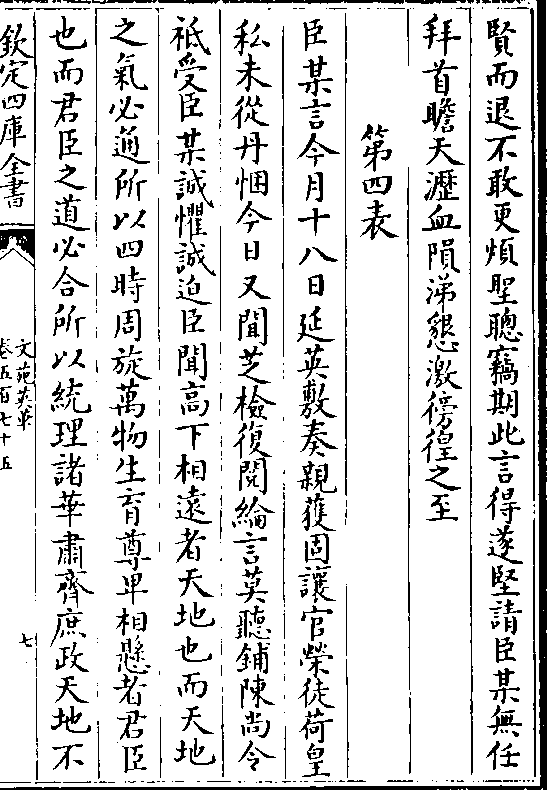 賢而退不敢更煩聖聰竊期此言得遂堅請臣某無任
拜首瞻天瀝血隕涕懇激徬徨之至
第四表
臣某言今月十八日延英敷奏親獲固讓官榮徒荷皇
私未從丹悃今日又聞芝檢復閱綸言莫聽鋪陳尚令
祗受臣某誠懼誠迫臣聞高下相遠者天地也而天地
之氣必通所以四時周旋萬物生育尊卑相懸者君臣
也而君臣之道必合所以統理諸華肅齊庶政天地不
欽定四庫全書
文苑英華
卷五百七十五
七